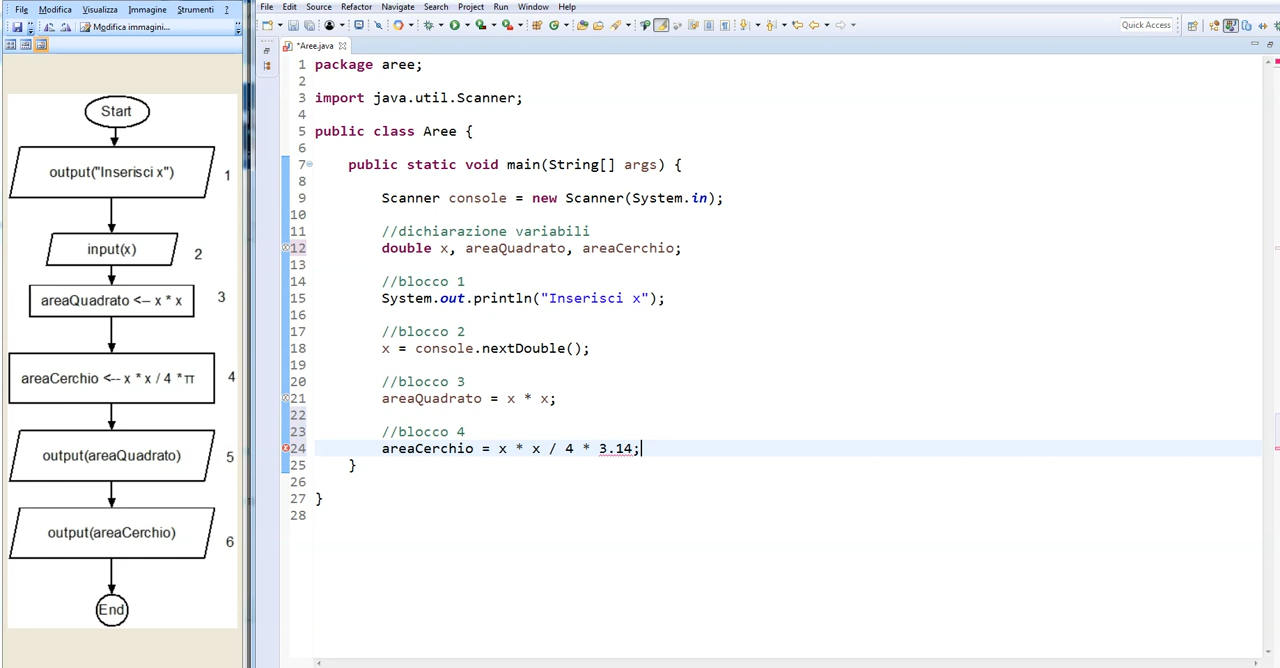 File Modifica Visualizza Immagine Strumenti ?
Modifica immagini...
Start
output("Inserisci x") 1
input(x) 2
areaQuadrato <-- x * x 3
areaCerchio <-- x * x / 4 * π 4
output(areaQuadrato) 5
output(areaCerchio) 6
End
File Edit Source Refactor Navigate Search Project Run Window Help
Quick Access
*Aree.java
1 package aree;
2
3 import java.util.Scanner;
4
5 public class Aree {
6
7 public static void main(String[] args) {
8
9 Scanner console = new Scanner(System.in);
10
11 //dichiarazione variabili
12 double x, areaQuadrato, areaCerchio;
13
14 //blocco 1
15 System.out.println("Inserisci x");
16
17 //blocco 2
18 x = console.nextDouble();
19
20 //blocco 3
21 areaQuadrato = x * x;
22
23 //blocco 4
24 areaCerchio = x * x / 4 * 3.14;
25 }
26
27 }
28